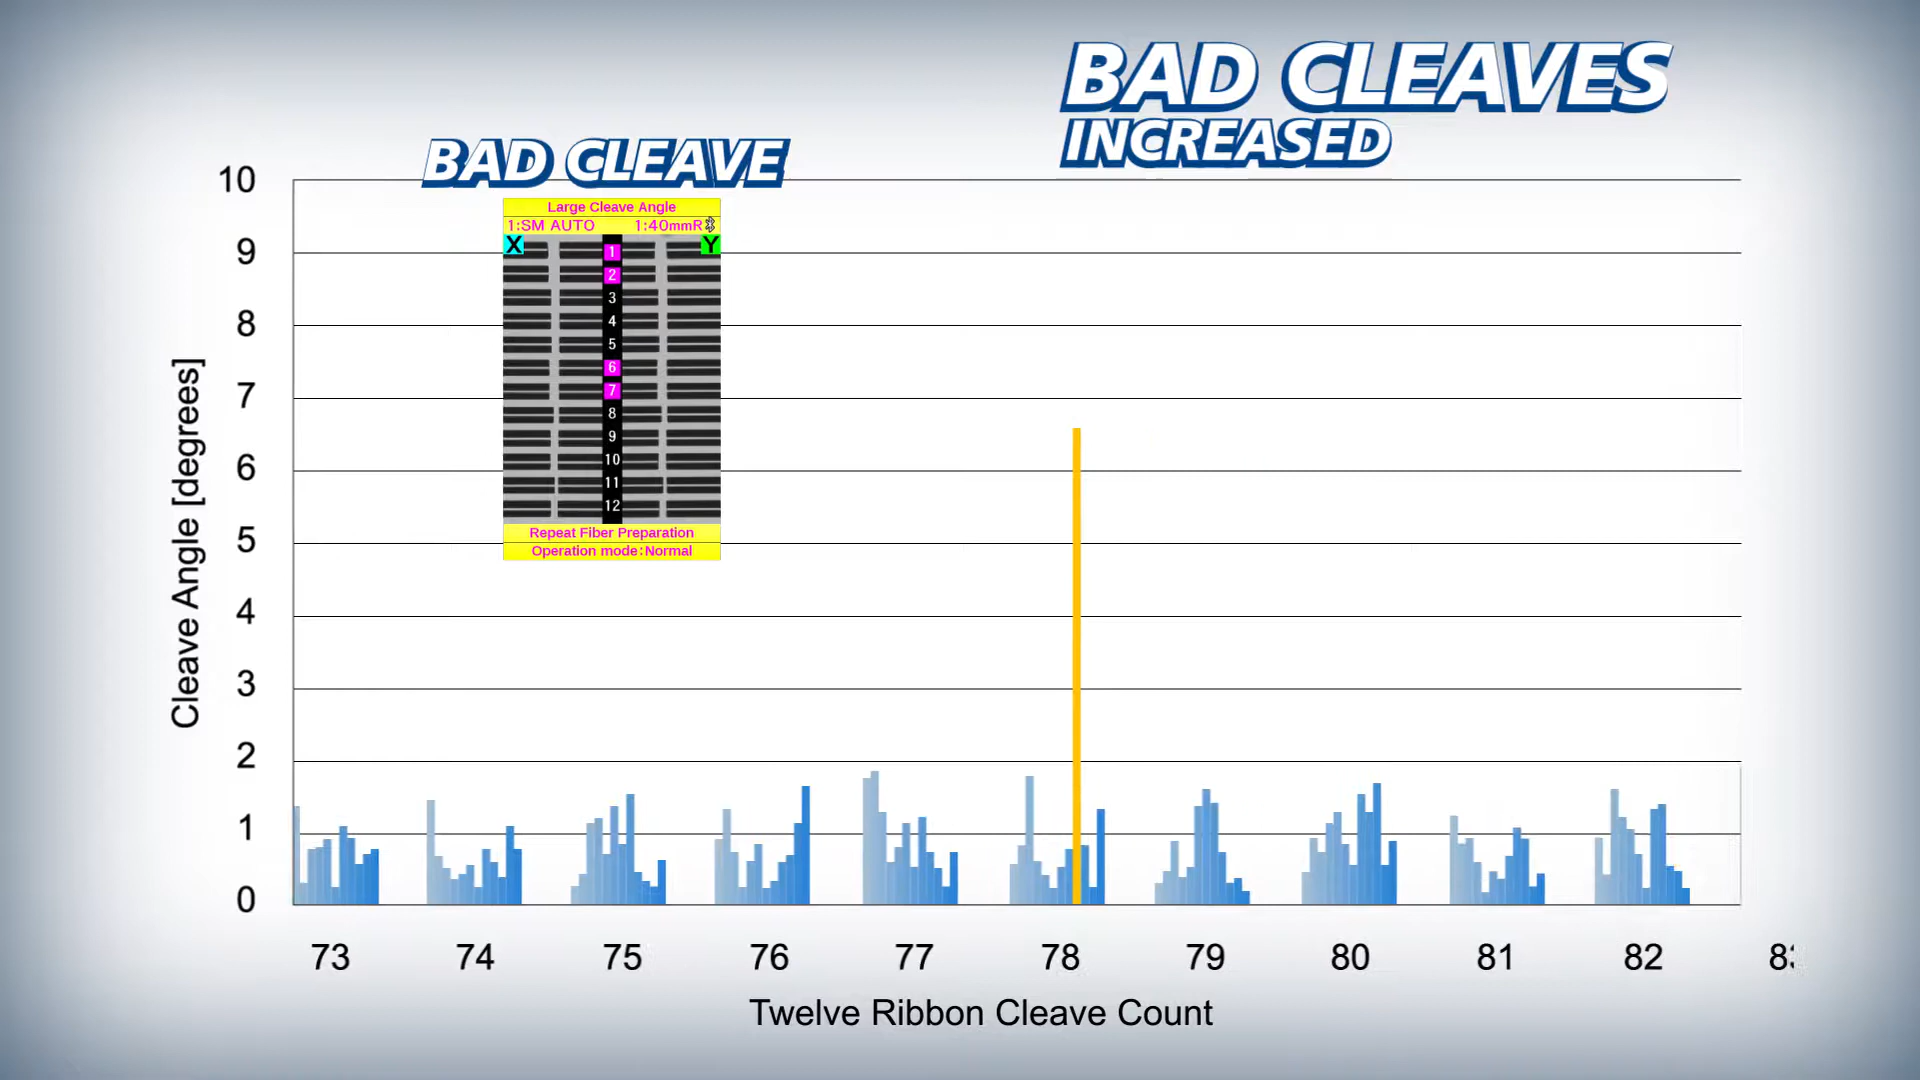 BAD CLEAVES
INCREASED
BAD CLEAVE
Large Cleave Angle
1:SM AUTO 1:40mmR
X Y
1
2
3
4
5
6
7
8
9
10
11
12
Repeat Fiber Preparation
Operation mode:Normal
Cleave Angle [degrees]
10
9
8
7
6
5
4
3
2
1
0
73 74 75 76 77 78 79 80 81 82
Twelve Ribbon Cleave Count